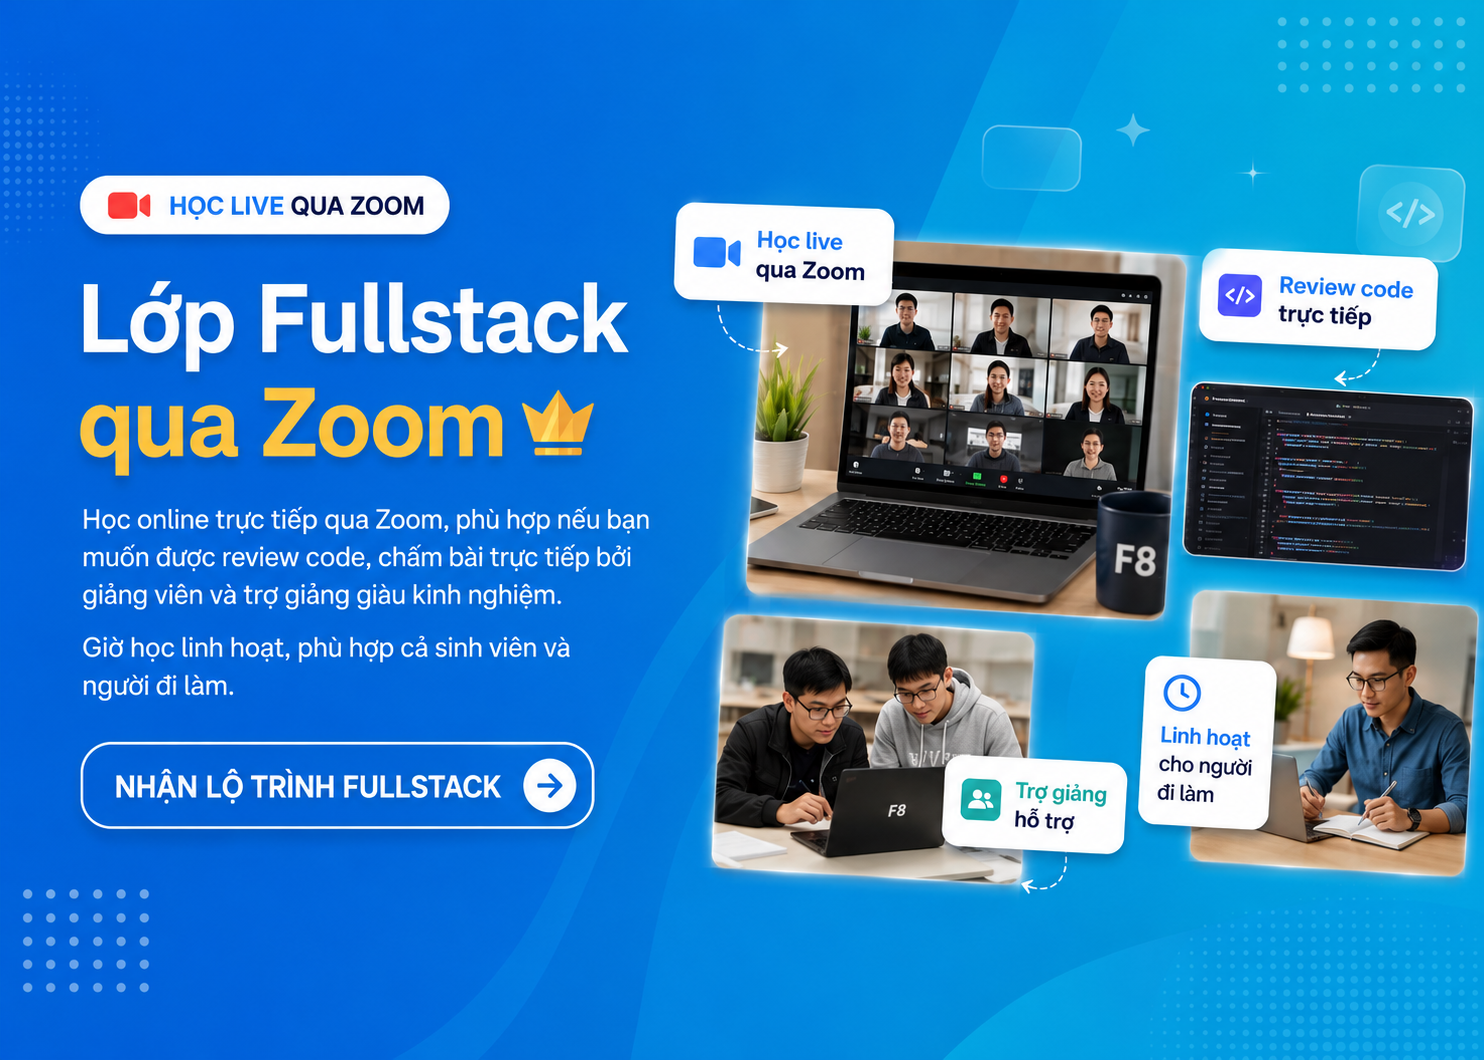 HỌC LIVE QUA ZOOM
Lớp Fullstack
qua Zoom
Học online trực tiếp qua Zoom, phù hợp nếu bạn
muốn được review code, chấm bài trực tiếp bởi
giảng viên và trợ giảng giàu kinh nghiệm.
Giờ học linh hoạt, phù hợp cả sinh viên và
người đi làm.
NHẬN LỘ TRÌNH FULLSTACK
Học live
qua Zoom
Review code
trực tiếp
</>
</>
F8
F8
Trợ giảng
hỗ trợ
Linh hoạt
cho người
đi làm